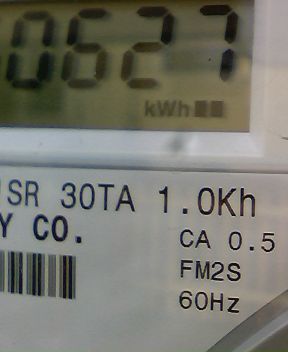 0627
kWh
SR 30TA 1.0Kh
Y CO.
CA 0.5
FM2S
60Hz